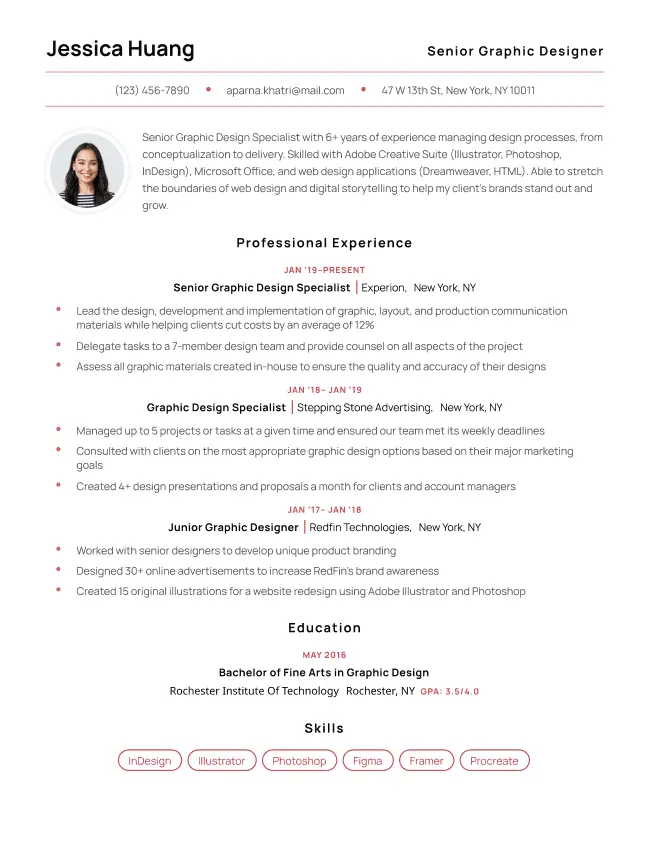 Jessica Huang
Senior Graphic Designer
(123) 456-7890 • aparna.khatri@mail.com • 47 W 13th St, New York, NY 10011
Senior Graphic Design Specialist with 6+ years of experience managing design processes, from
conceptualization to delivery. Skilled with Adobe Creative Suite (Illustrator, Photoshop,
InDesign), Microsoft Office, and web design applications (Dreamweaver, HTML). Able to stretch
the boundaries of web design and digital storytelling to help my client's brands stand out and
grow.
Professional Experience
JAN '19–PRESENT
Senior Graphic Design Specialist | Experion, New York, NY
• Lead the design, development and implementation of graphic, layout, and production communication
materials while helping clients cut costs by an average of 12%
• Delegate tasks to a 7-member design team and provide counsel on all aspects of the project
• Assess all graphic materials created in-house to ensure the quality and accuracy of their designs
JAN '18– JAN '19
Graphic Design Specialist | Stepping Stone Advertising, New York, NY
• Managed up to 5 projects or tasks at a given time and ensured our team met its weekly deadlines
• Consulted with clients on the most appropriate graphic design options based on their major marketing
goals
• Created 4+ design presentations and proposals a month for clients and account managers
JAN '17– JAN '18
Junior Graphic Designer | Redfin Technologies, New York, NY
• Worked with senior designers to develop unique product branding
• Designed 30+ online advertisements to increase RedFin's brand awareness
• Created 15 original illustrations for a website redesign using Adobe Illustrator and Photoshop
Education
MAY 2016
Bachelor of Fine Arts in Graphic Design
Rochester Institute Of Technology Rochester, NY GPA: 3.5/4.0
Skills
InDesign Illustrator Photoshop Figma Framer Procreate